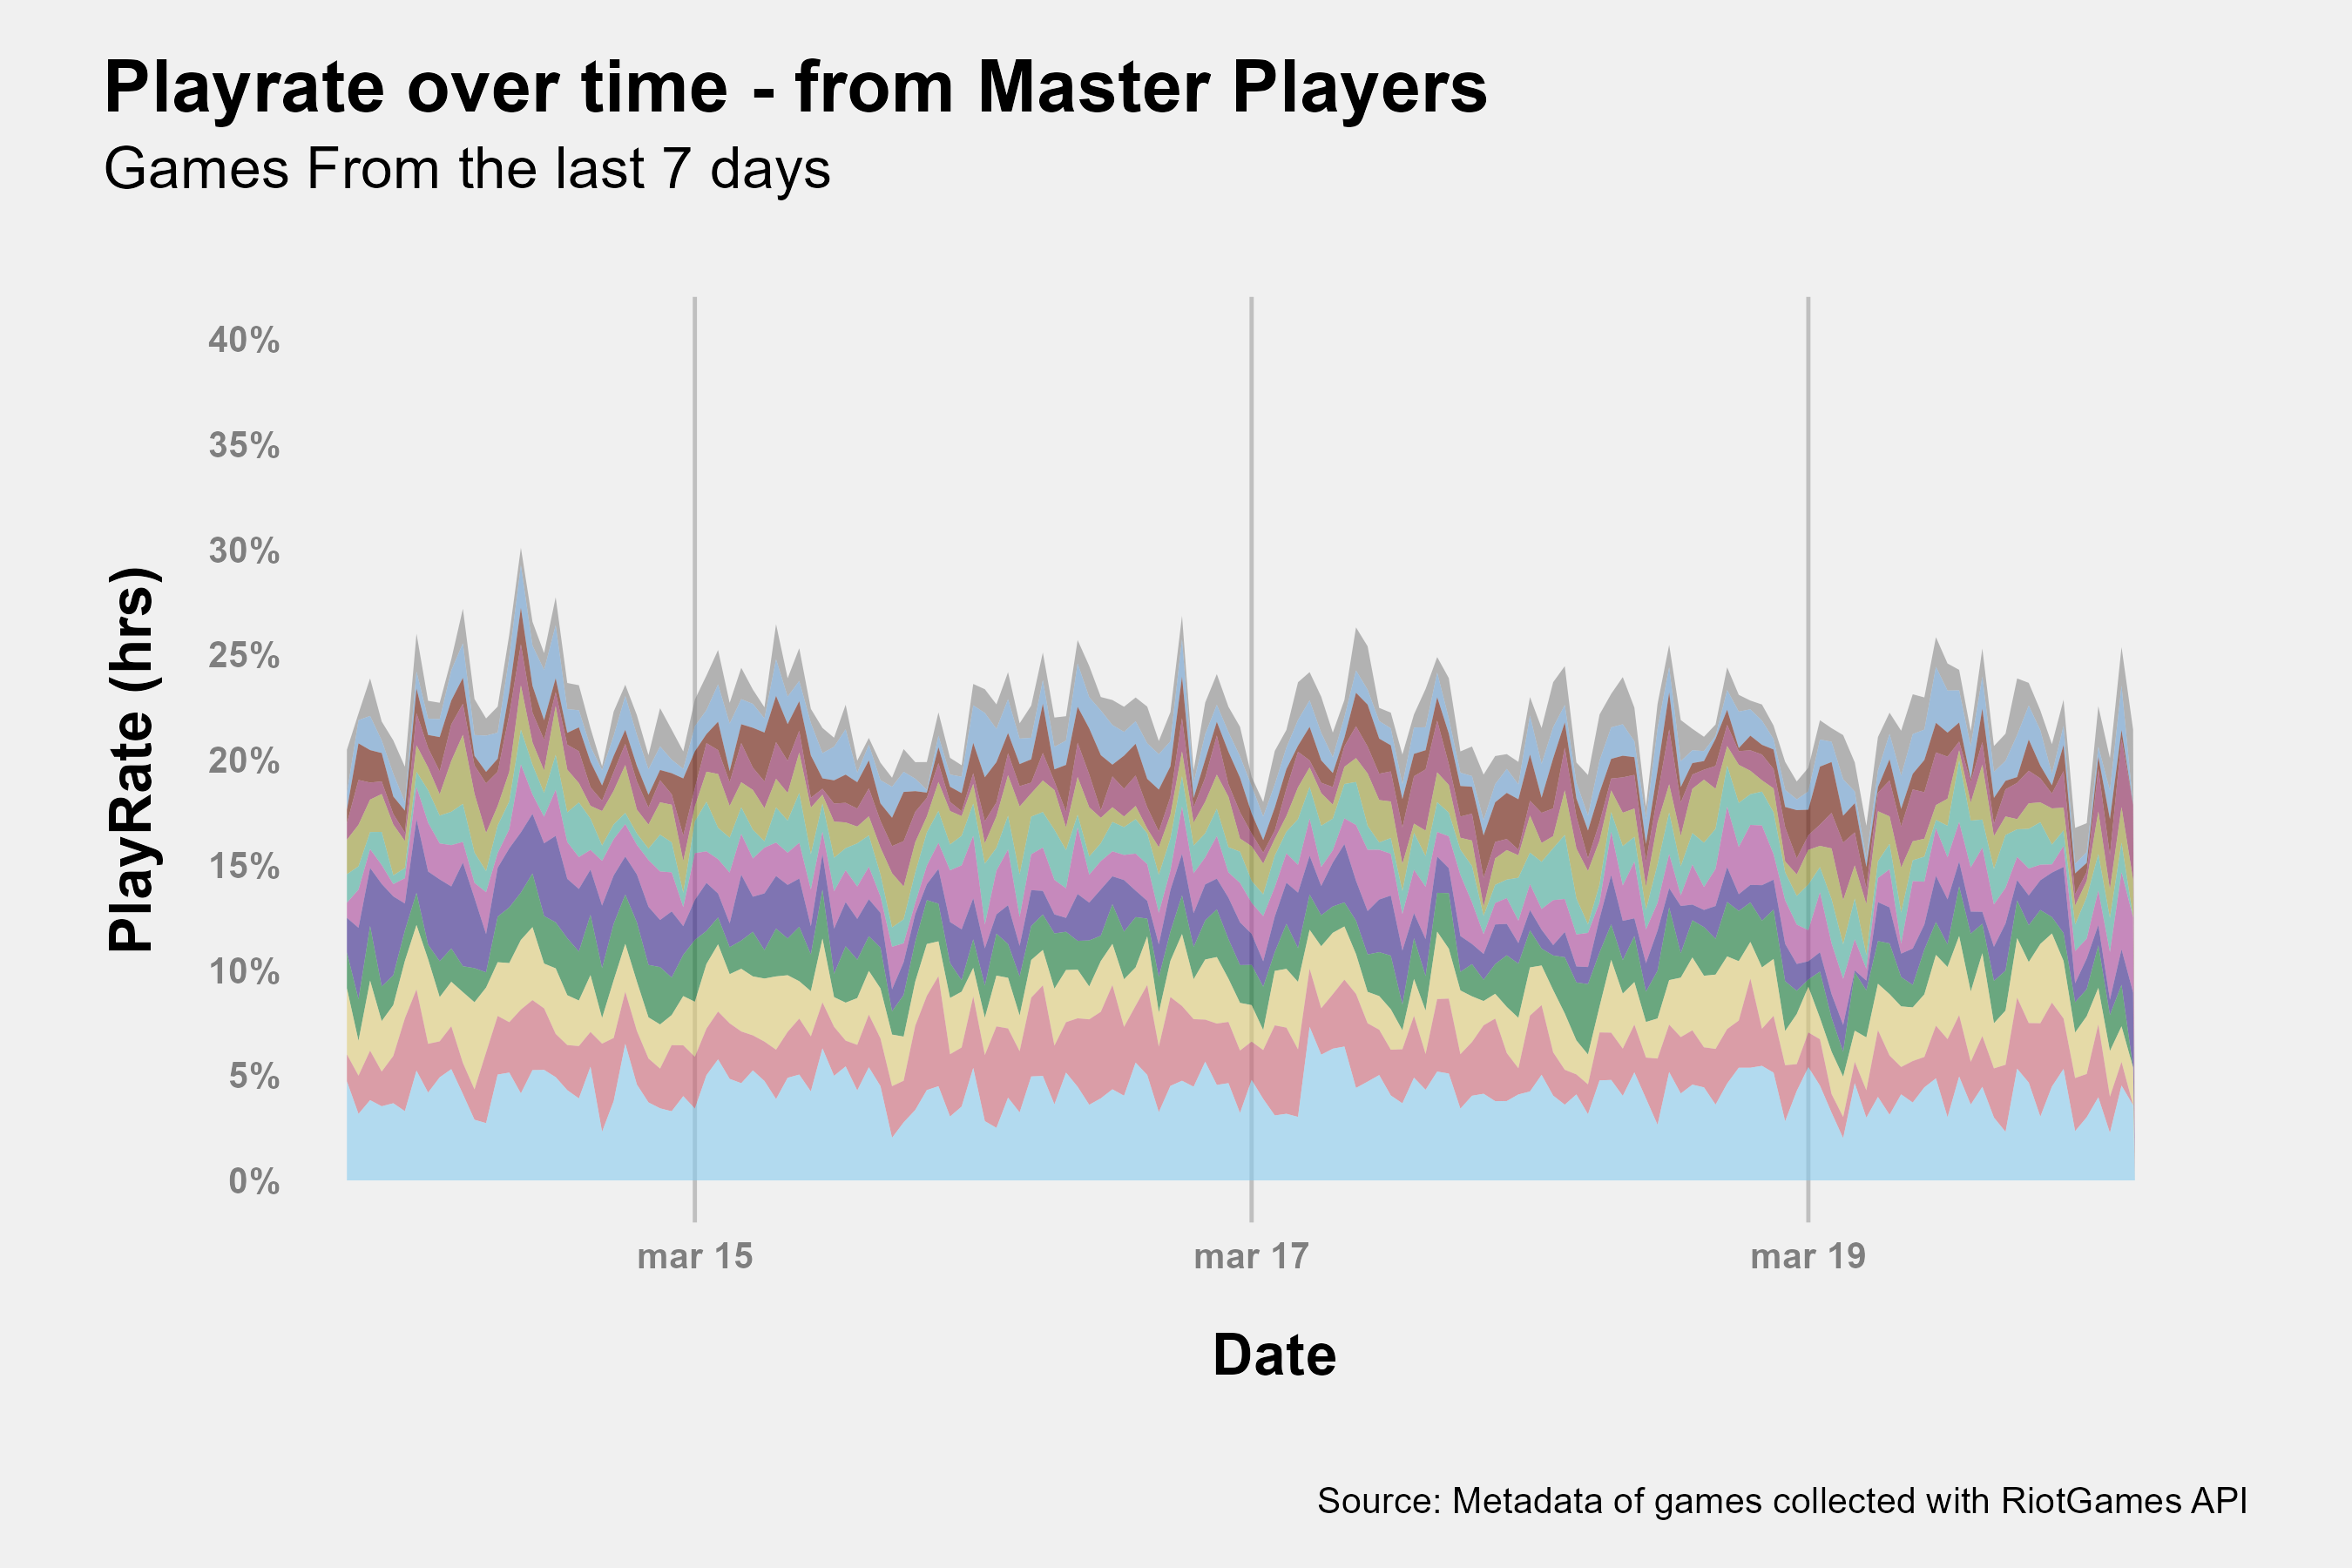 Playrate over time - from Master Players
Games From the last 7 days
40%
35%
30%
25%
20%
15%
10%
5%
0%
PlayRate (hrs)
mar 15
mar 17
mar 19
Date
Source: Metadata of games collected with RiotGames API